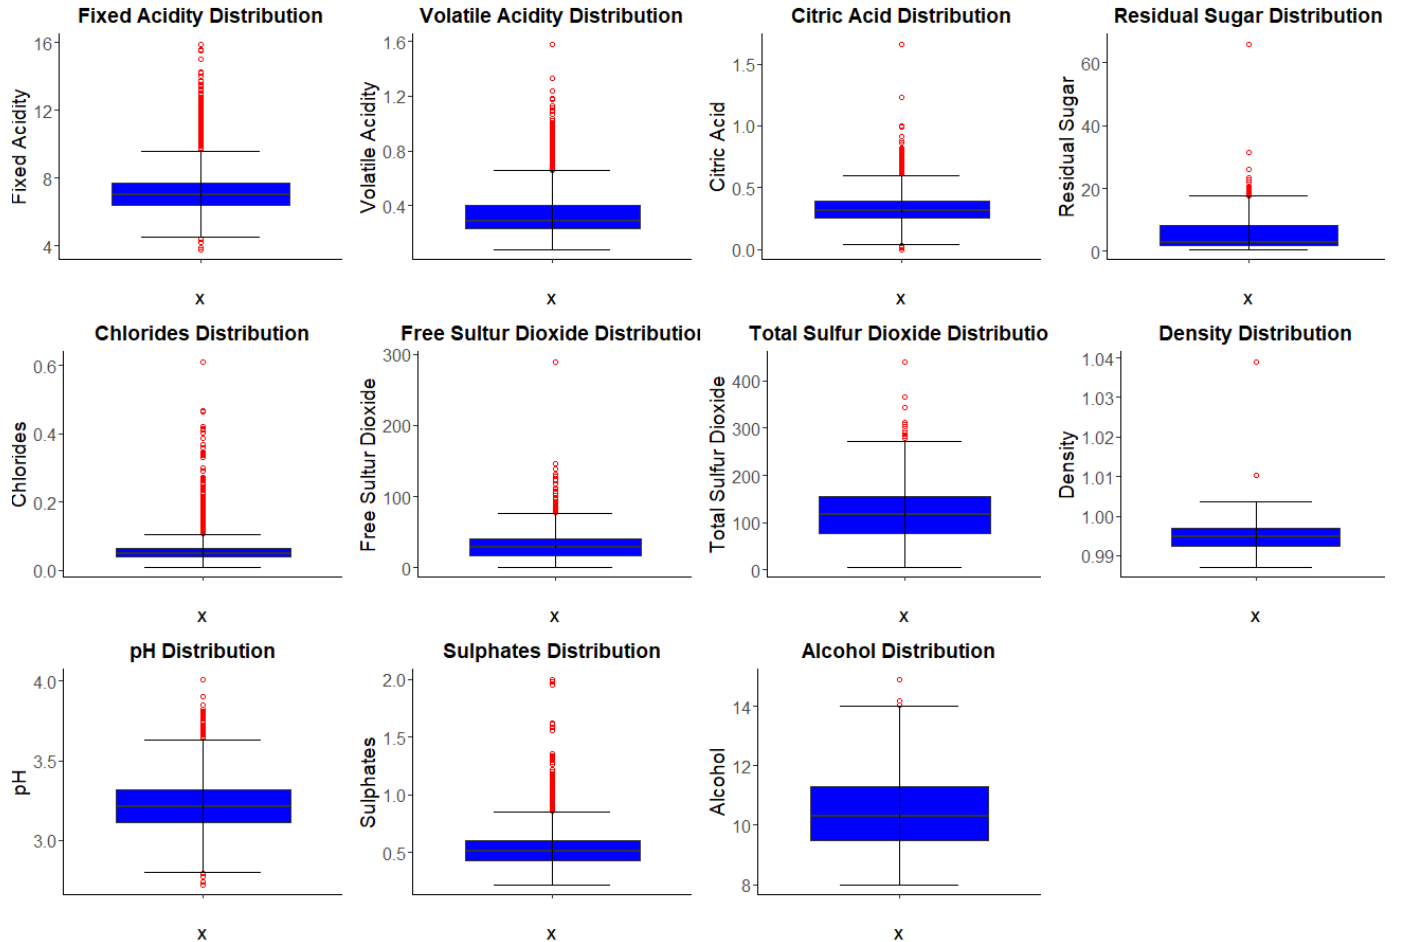 Fixed Acidity Distribution
Fixed Acidity
16
12
8
4
x
Volatile Acidity Distribution
Volatile Acidity
1.6
1.2
0.8
0.4
x
Citric Acid Distribution
Citric Acid
1.5
1.0
0.5
0.0
x
Residual Sugar Distribution
Residual Sugar
60
40
20
0
x
Chlorides Distribution
Chlorides
0.6
0.4
0.2
0.0
x
Free Sultur Dioxide Distribution
Free Sultur Dioxide
300
200
100
0
x
Total Sulfur Dioxide Distributio
Total Sulfur Dioxide
400
300
200
100
0
x
Density Distribution
Density
1.04
1.03
1.02
1.01
1.00
0.99
x
pH Distribution
pH
4.0
3.5
3.0
x
Sulphates Distribution
Sulphates
2.0
1.5
1.0
0.5
x
Alcohol Distribution
Alcohol
14
12
10
8
x